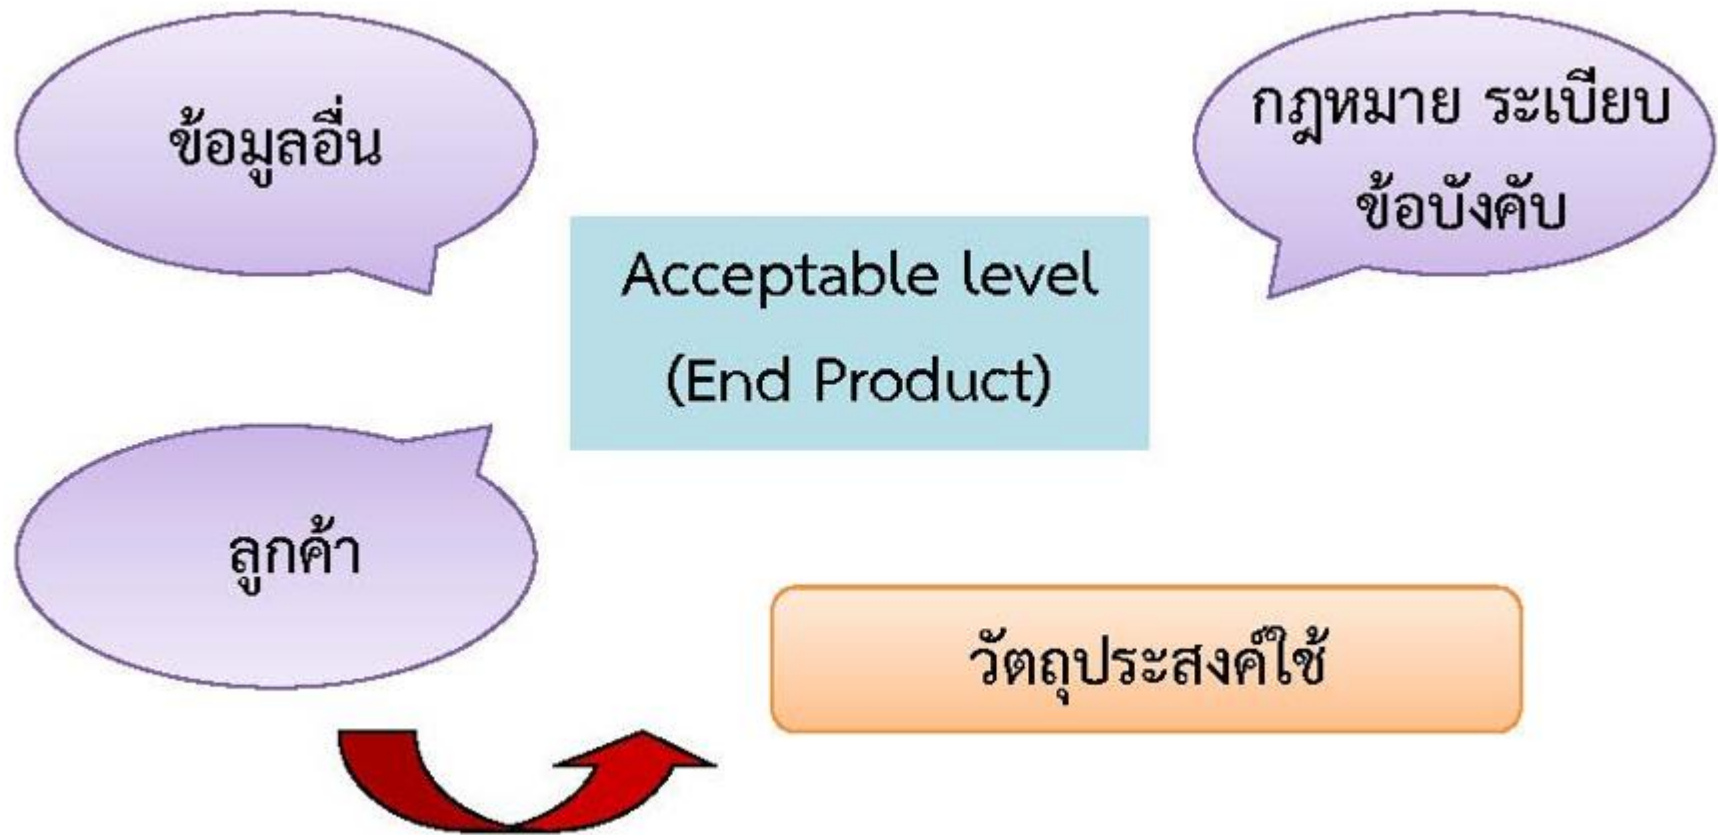 ข้อมูลอื่น
กฎหมาย ระเบียบ
ข้อบังคับ
Acceptable level
(End Product)
ลูกค้า
วัตถุประสงค์ใช้